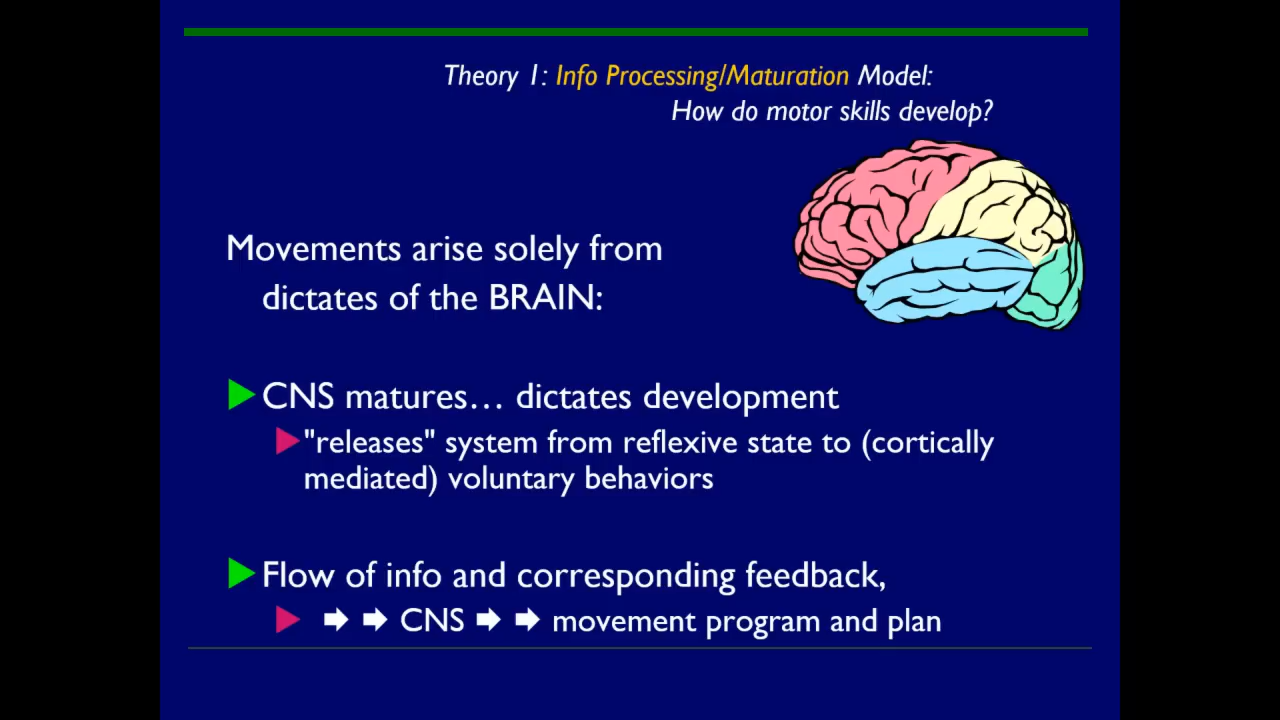 Theory 1: Info Processing/Maturation Model:
How do motor skills develop?
Movements arise solely from
dictates of the BRAIN:
CNS matures… dictates development
"releases" system from reflexive state to (cortically
mediated) voluntary behaviors
Flow of info and corresponding feedback,
➡ ➡ CNS ➡ ➡ movement program and plan